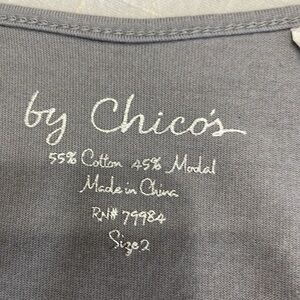 by Chico's
55% Cotton 45% Modal
Made in China
RN# 79984
Size 2